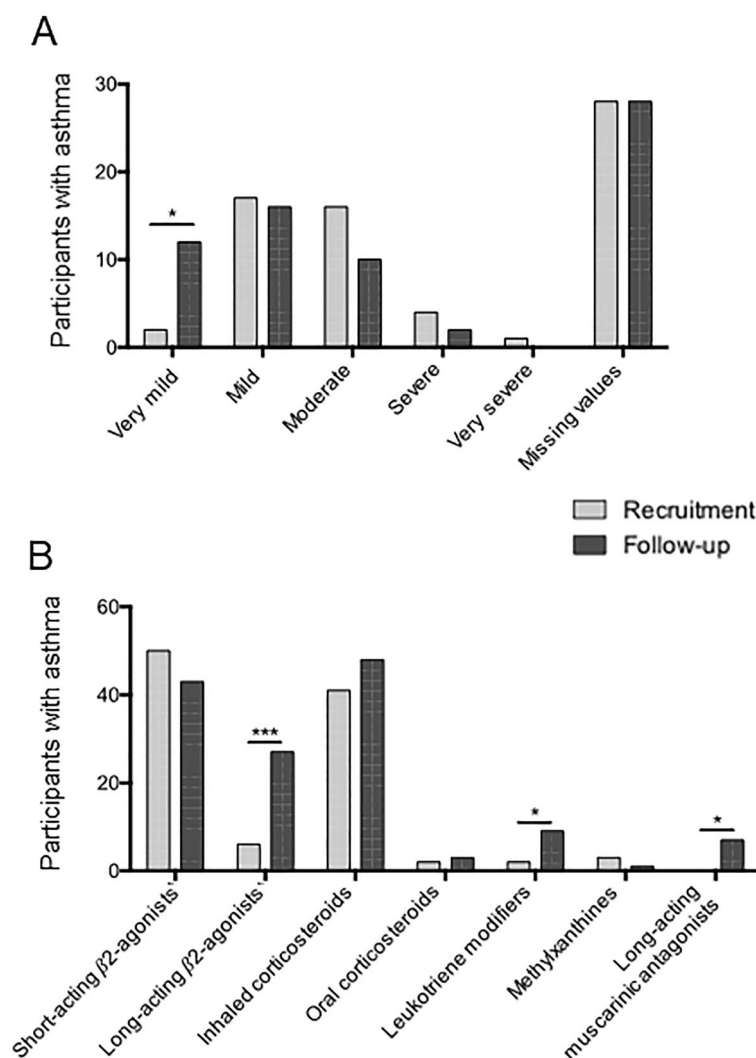 A
Participants with asthma
30
20
10
0
*
Very mild
Mild
Moderate
Severe
Very severe
Missing values
Recruitment
Follow-up
B
Participants with asthma
60
40
20
0
***
*
*
Short-acting β2-agonists
Long-acting β2-agonists
Inhaled corticosteroids
Oral corticosteroids
Leukotriene modifiers
Methylxanthines
Long-acting
muscarinic antagonists